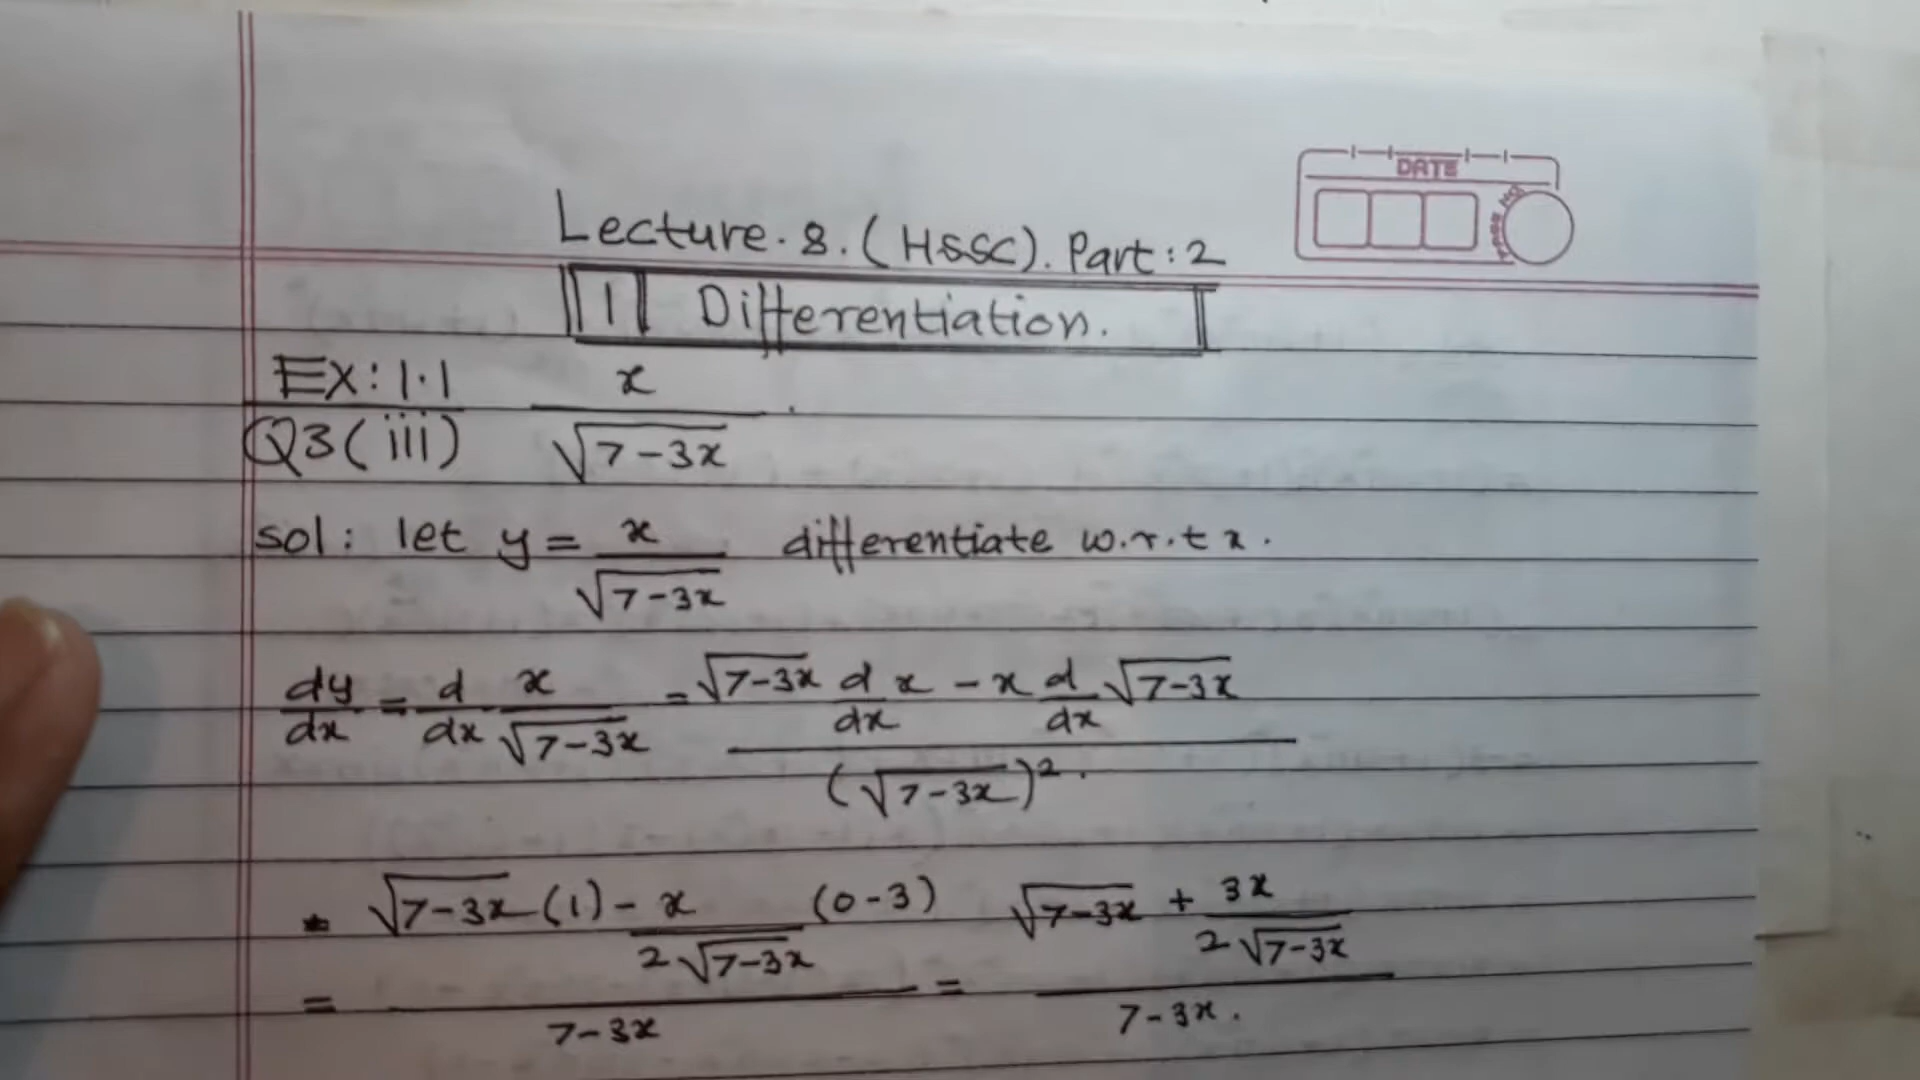 DATE
PAGE NO.
Lecture. 8. (HSSC). Part: 2
1 Differentiation.
EX: 1.1
Q3(iii) x / √(7-3x) .
sol: let y = x / √(7-3x) differentiate w.r.t x.
dy/dx = d/dx x/√(7-3x) = (√(7-3x) d/dx x - x d/dx √(7-3x)) / (√(7-3x))² .
= (√(7-3x) (1) - x/(2√(7-3x)) (0-3)) / (7-3x) = (√(7-3x) + 3x/(2√(7-3x))) / (7-3x) .